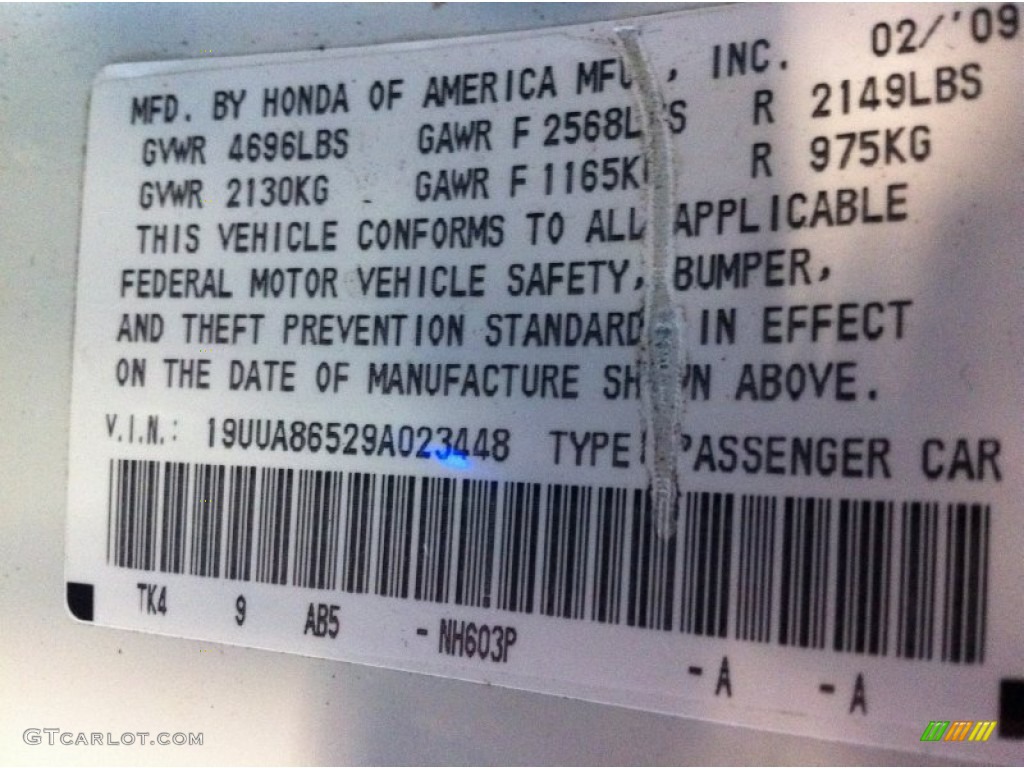 02/'09
MFD. BY HONDA OF AMERICA MFG., INC.
GVWR 4696LBS GAWR F 2568LBS R 2149LBS
GVWR 2130KG GAWR F 1165KG R 975KG
THIS VEHICLE CONFORMS TO ALL APPLICABLE
FEDERAL MOTOR VEHICLE SAFETY, BUMPER,
AND THEFT PREVENTION STANDARDS IN EFFECT
ON THE DATE OF MANUFACTURE SHOWN ABOVE.
V.I.N.: 19UUA86529A023448 TYPE: PASSENGER CAR
TK4 9 AB5 - NH603P - A - A
GTCARLOT.COM